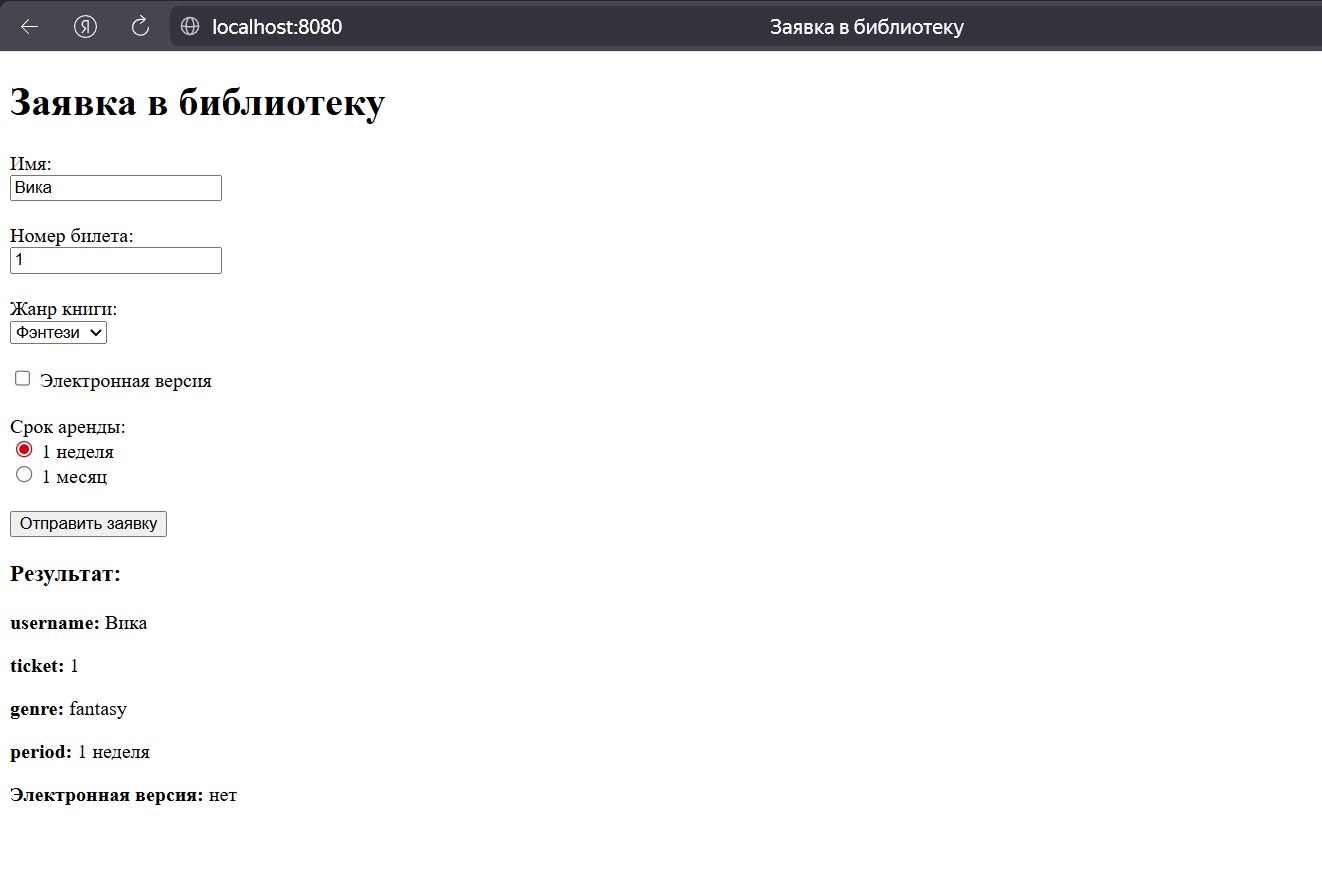 Я localhost:8080 Заявка в библиотеку
Заявка в библиотеку
Имя:
Вика
Номер билета:
1
Жанр книги:
Фэнтези
Электронная версия
Срок аренды:
1 неделя
1 месяц
Отправить заявку
Результат:
username: Вика
ticket: 1
genre: fantasy
period: 1 неделя
Электронная версия: нет